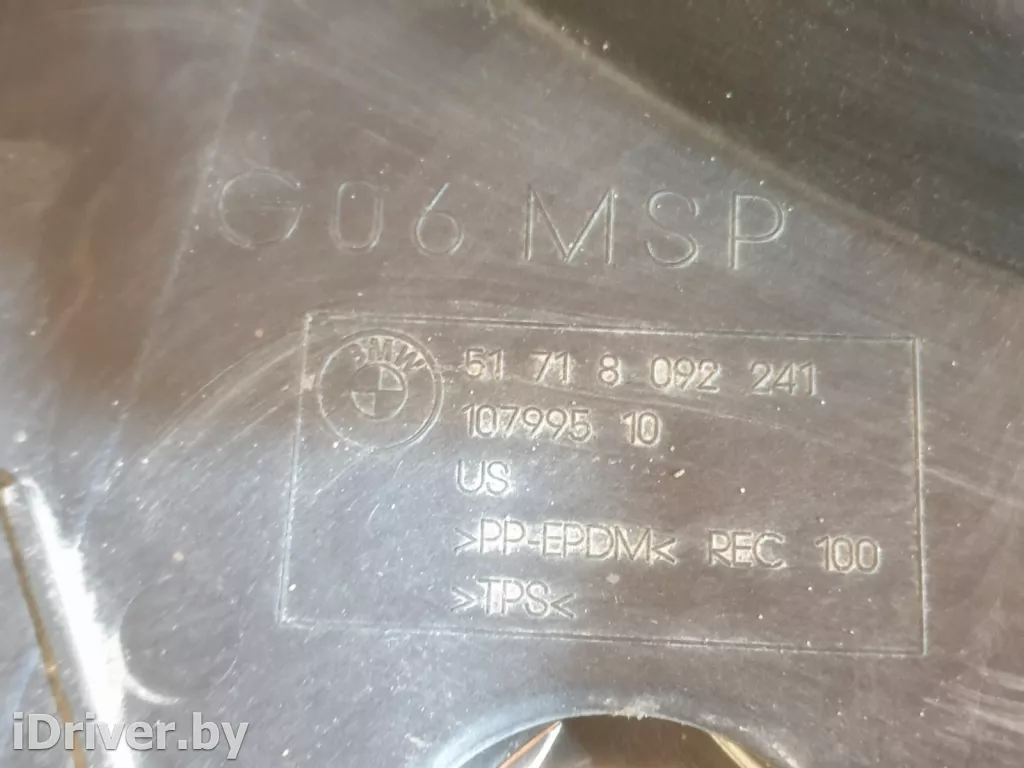 G06 MSP
BMW
51 71 8 092 241
107995 10
US
>PP-EPDM< REC 100
>TPS<
iDriver.by